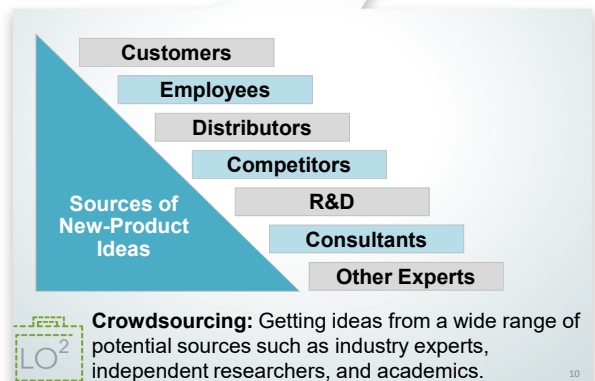 Customers
Employees
Distributors
Competitors
R&D
Consultants
Other Experts
Sources of
New-Product
Ideas
Crowdsourcing: Getting ideas from a wide range of
potential sources such as industry experts,
independent researchers, and academics.
LO2
10